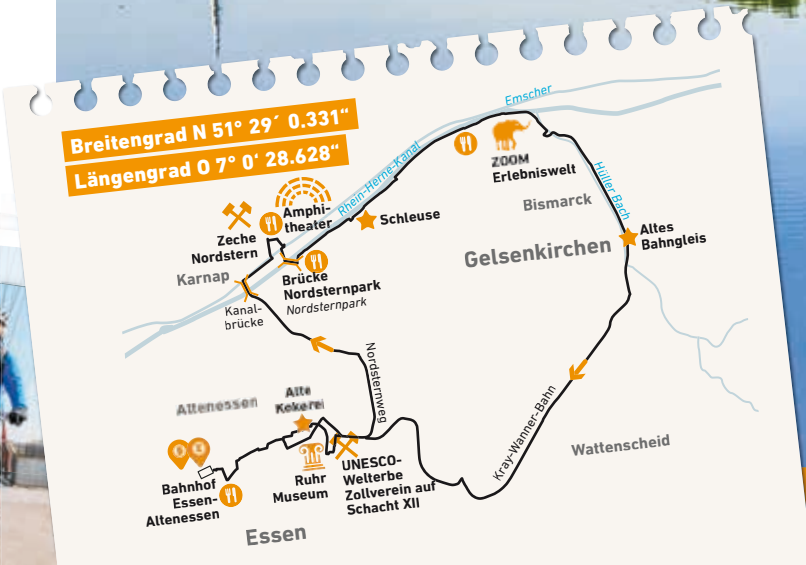 Breitengrad N 51° 29´ 0.331“
Längengrad O 7° 0‘ 28.628“
Emscher
Rhein-Herne-Kanal
ZOOM
Erlebniswelt
Hüller Bach
Bismarck
Amphi-
theater
Schleuse
Altes
Bahngleis
Zeche
Nordstern
Gelsenkirchen
Karnap
Brücke
Nordsternpark
Nordsternpark
Kanal-
brücke
Nordsternweg
Kray-Wanner-Bahn
Altenessen
Alte
Kokerei
Wattenscheid
UNESCO-
Welterbe
Zollverein auf
Schacht XII
Ruhr
Museum
Bahnhof
Essen-
Altenessen
Essen